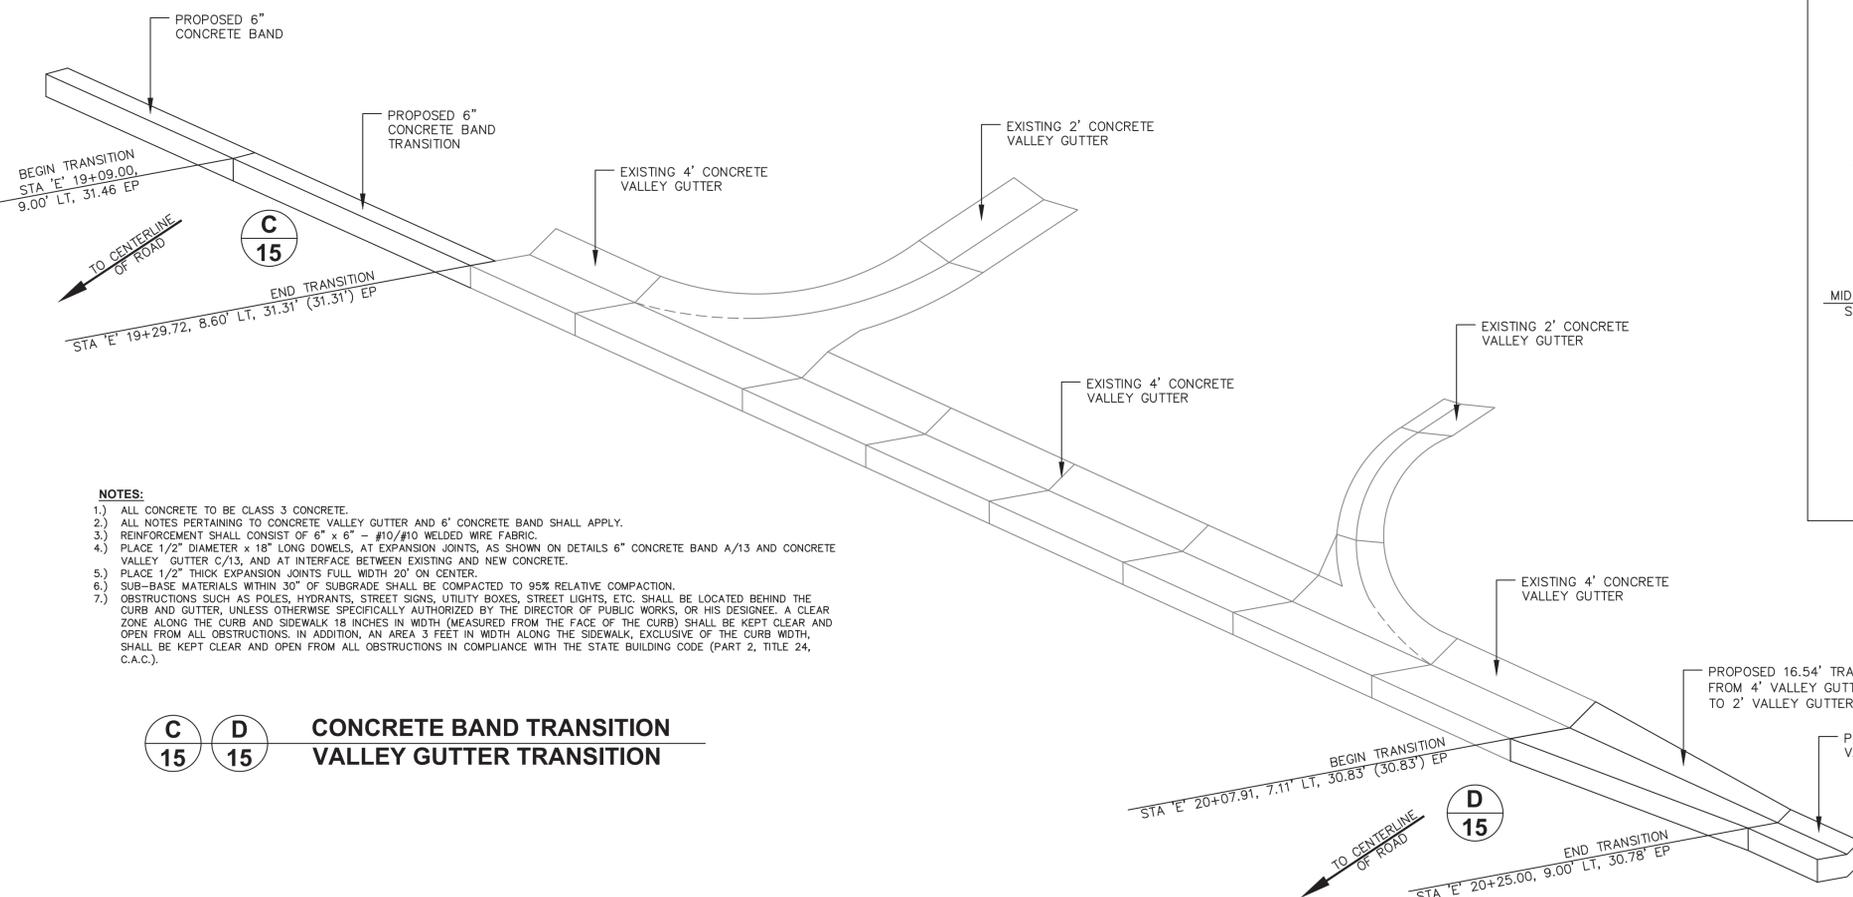 PROPOSED 6"
CONCRETE BAND
PROPOSED 6"
CONCRETE BAND
TRANSITION
EXISTING 4' CONCRETE
VALLEY GUTTER
EXISTING 2' CONCRETE
VALLEY GUTTER
BEGIN TRANSITION
STA 'E' 19+09.00,
9.00' LT, 31.46 EP
C
15
TO CENTERLINE
OF ROAD
END TRANSITION
STA 'E' 19+29.72, 8.60' LT, 31.31' (31.31') EP
MID
S
EXISTING 2' CONCRETE
VALLEY GUTTER
EXISTING 4' CONCRETE
VALLEY GUTTER
NOTES:
1.) ALL CONCRETE TO BE CLASS 3 CONCRETE.
2.) ALL NOTES PERTAINING TO CONCRETE VALLEY GUTTER AND 6' CONCRETE BAND SHALL APPLY.
3.) REINFORCEMENT SHALL CONSIST OF 6" x 6" – #10/#10 WELDED WIRE FABRIC.
4.) PLACE 1/2" DIAMETER x 18" LONG DOWELS, AT EXPANSION JOINTS, AS SHOWN ON DETAILS 6" CONCRETE BAND A/13 AND CONCRETE
VALLEY GUTTER C/13, AND AT INTERFACE BETWEEN EXISTING AND NEW CONCRETE.
5.) PLACE 1/2" THICK EXPANSION JOINTS FULL WIDTH 20' ON CENTER.
6.) SUB–BASE MATERIALS WITHIN 30" OF SUBGRADE SHALL BE COMPACTED TO 95% RELATIVE COMPACTION.
7.) OBSTRUCTIONS SUCH AS POLES, HYDRANTS, STREET SIGNS, UTILITY BOXES, STREET LIGHTS, ETC. SHALL BE LOCATED BEHIND THE
CURB AND GUTTER, UNLESS OTHERWISE SPECIFICALLY AUTHORIZED BY THE DIRECTOR OF PUBLIC WORKS, OR HIS DESIGNEE. A CLEAR
ZONE ALONG THE CURB AND SIDEWALK 18 INCHES IN WIDTH (MEASURED FROM THE FACE OF THE CURB) SHALL BE KEPT CLEAR AND
OPEN FROM ALL OBSTRUCTIONS. IN ADDITION, AN AREA 3 FEET IN WIDTH ALONG THE SIDEWALK, EXCLUSIVE OF THE CURB WIDTH,
SHALL BE KEPT CLEAR AND OPEN FROM ALL OBSTRUCTIONS IN COMPLIANCE WITH THE STATE BUILDING CODE (PART 2, TITLE 24,
C.A.C.).
EXISTING 4' CONCRETE
VALLEY GUTTER
PROPOSED 16.54' TRA
FROM 4' VALLEY GUTT
TO 2' VALLEY GUTTER
P
V
C
15
D
15
CONCRETE BAND TRANSITION
VALLEY GUTTER TRANSITION
BEGIN TRANSITION
STA 'E' 20+07.91, 7.11' LT, 30.83' (30.83') EP
D
15
TO CENTERLINE
OF ROAD
END TRANSITION
STA 'E' 20+25.00, 9.00' LT, 30.78' EP